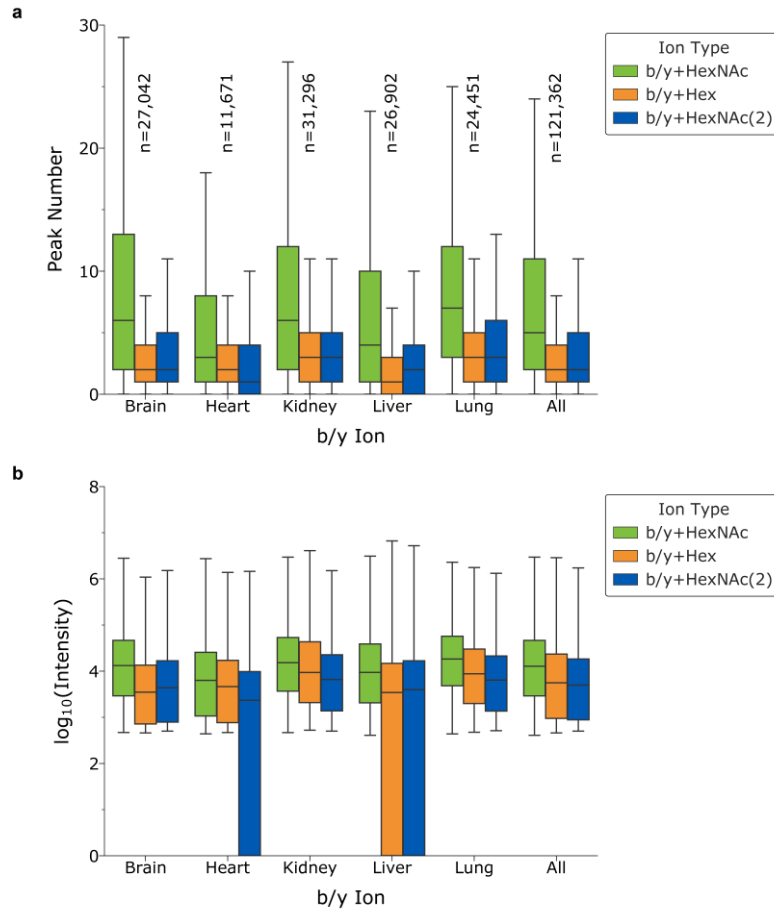 a
30
20
10
0
Peak Number
n=27,042
n=11,671
n=31,296
n=26,902
n=24,451
n=121,362
Brain Heart Kidney Liver Lung All
b/y Ion
Ion Type
b/y+HexNAc
b/y+Hex
b/y+HexNAc(2)
b
8
6
4
2
0
log₁₀(Intensity)
Brain Heart Kidney Liver Lung All
b/y Ion
Ion Type
b/y+HexNAc
b/y+Hex
b/y+HexNAc(2)